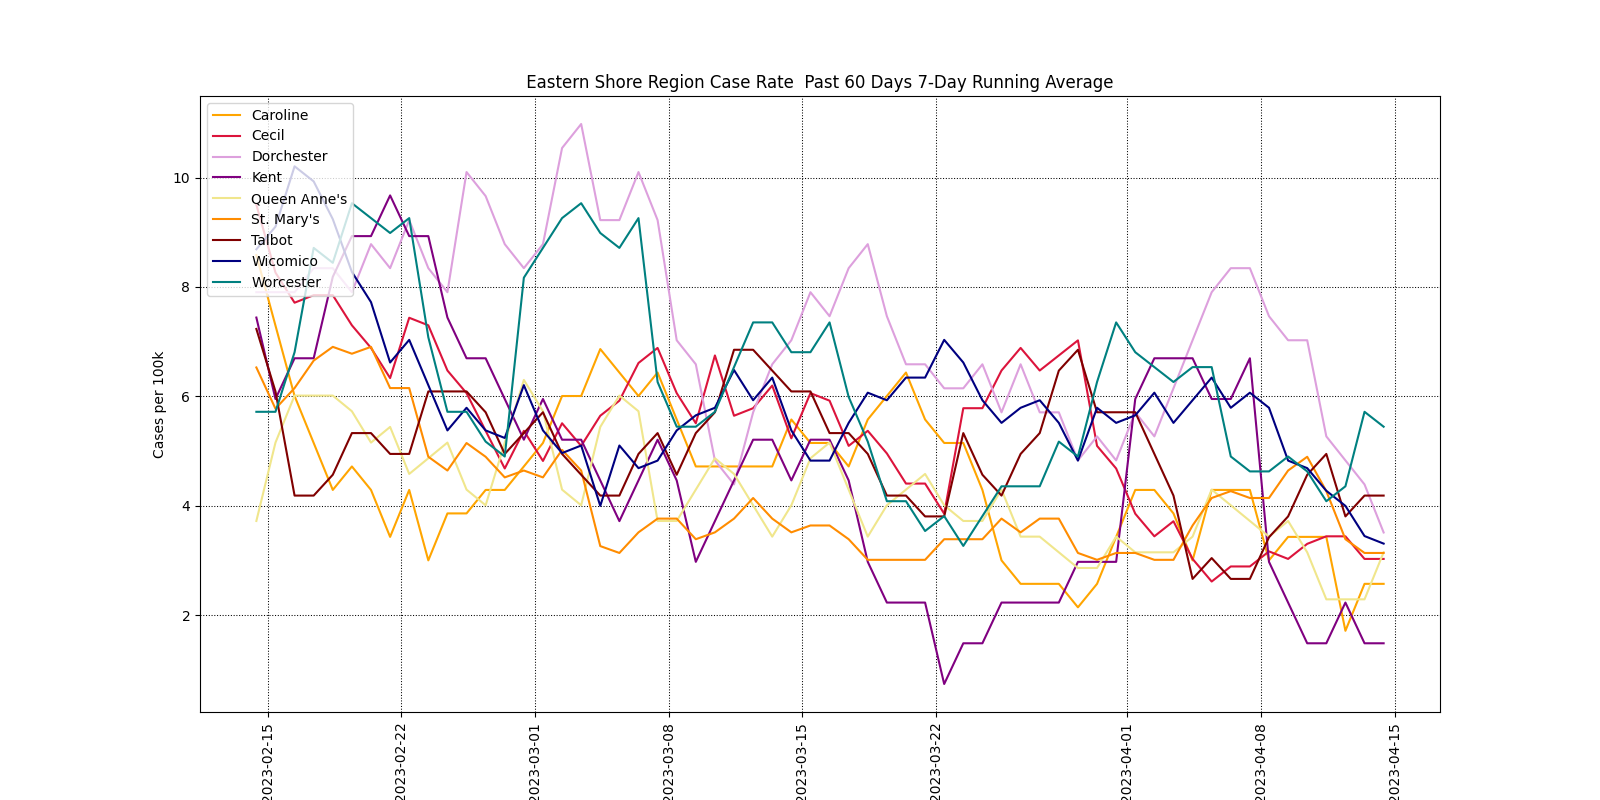 Eastern Shore Region Case Rate  Past 60 Days 7-Day Running Average
Caroline
Cecil
Dorchester
Kent
Queen Anne's
St. Mary's
Talbot
Wicomico
Worcester
Cases per 100k
10
8
6
4
2
2023-02-15
2023-02-22
2023-03-01
2023-03-08
2023-03-15
2023-03-22
2023-04-01
2023-04-08
2023-04-15